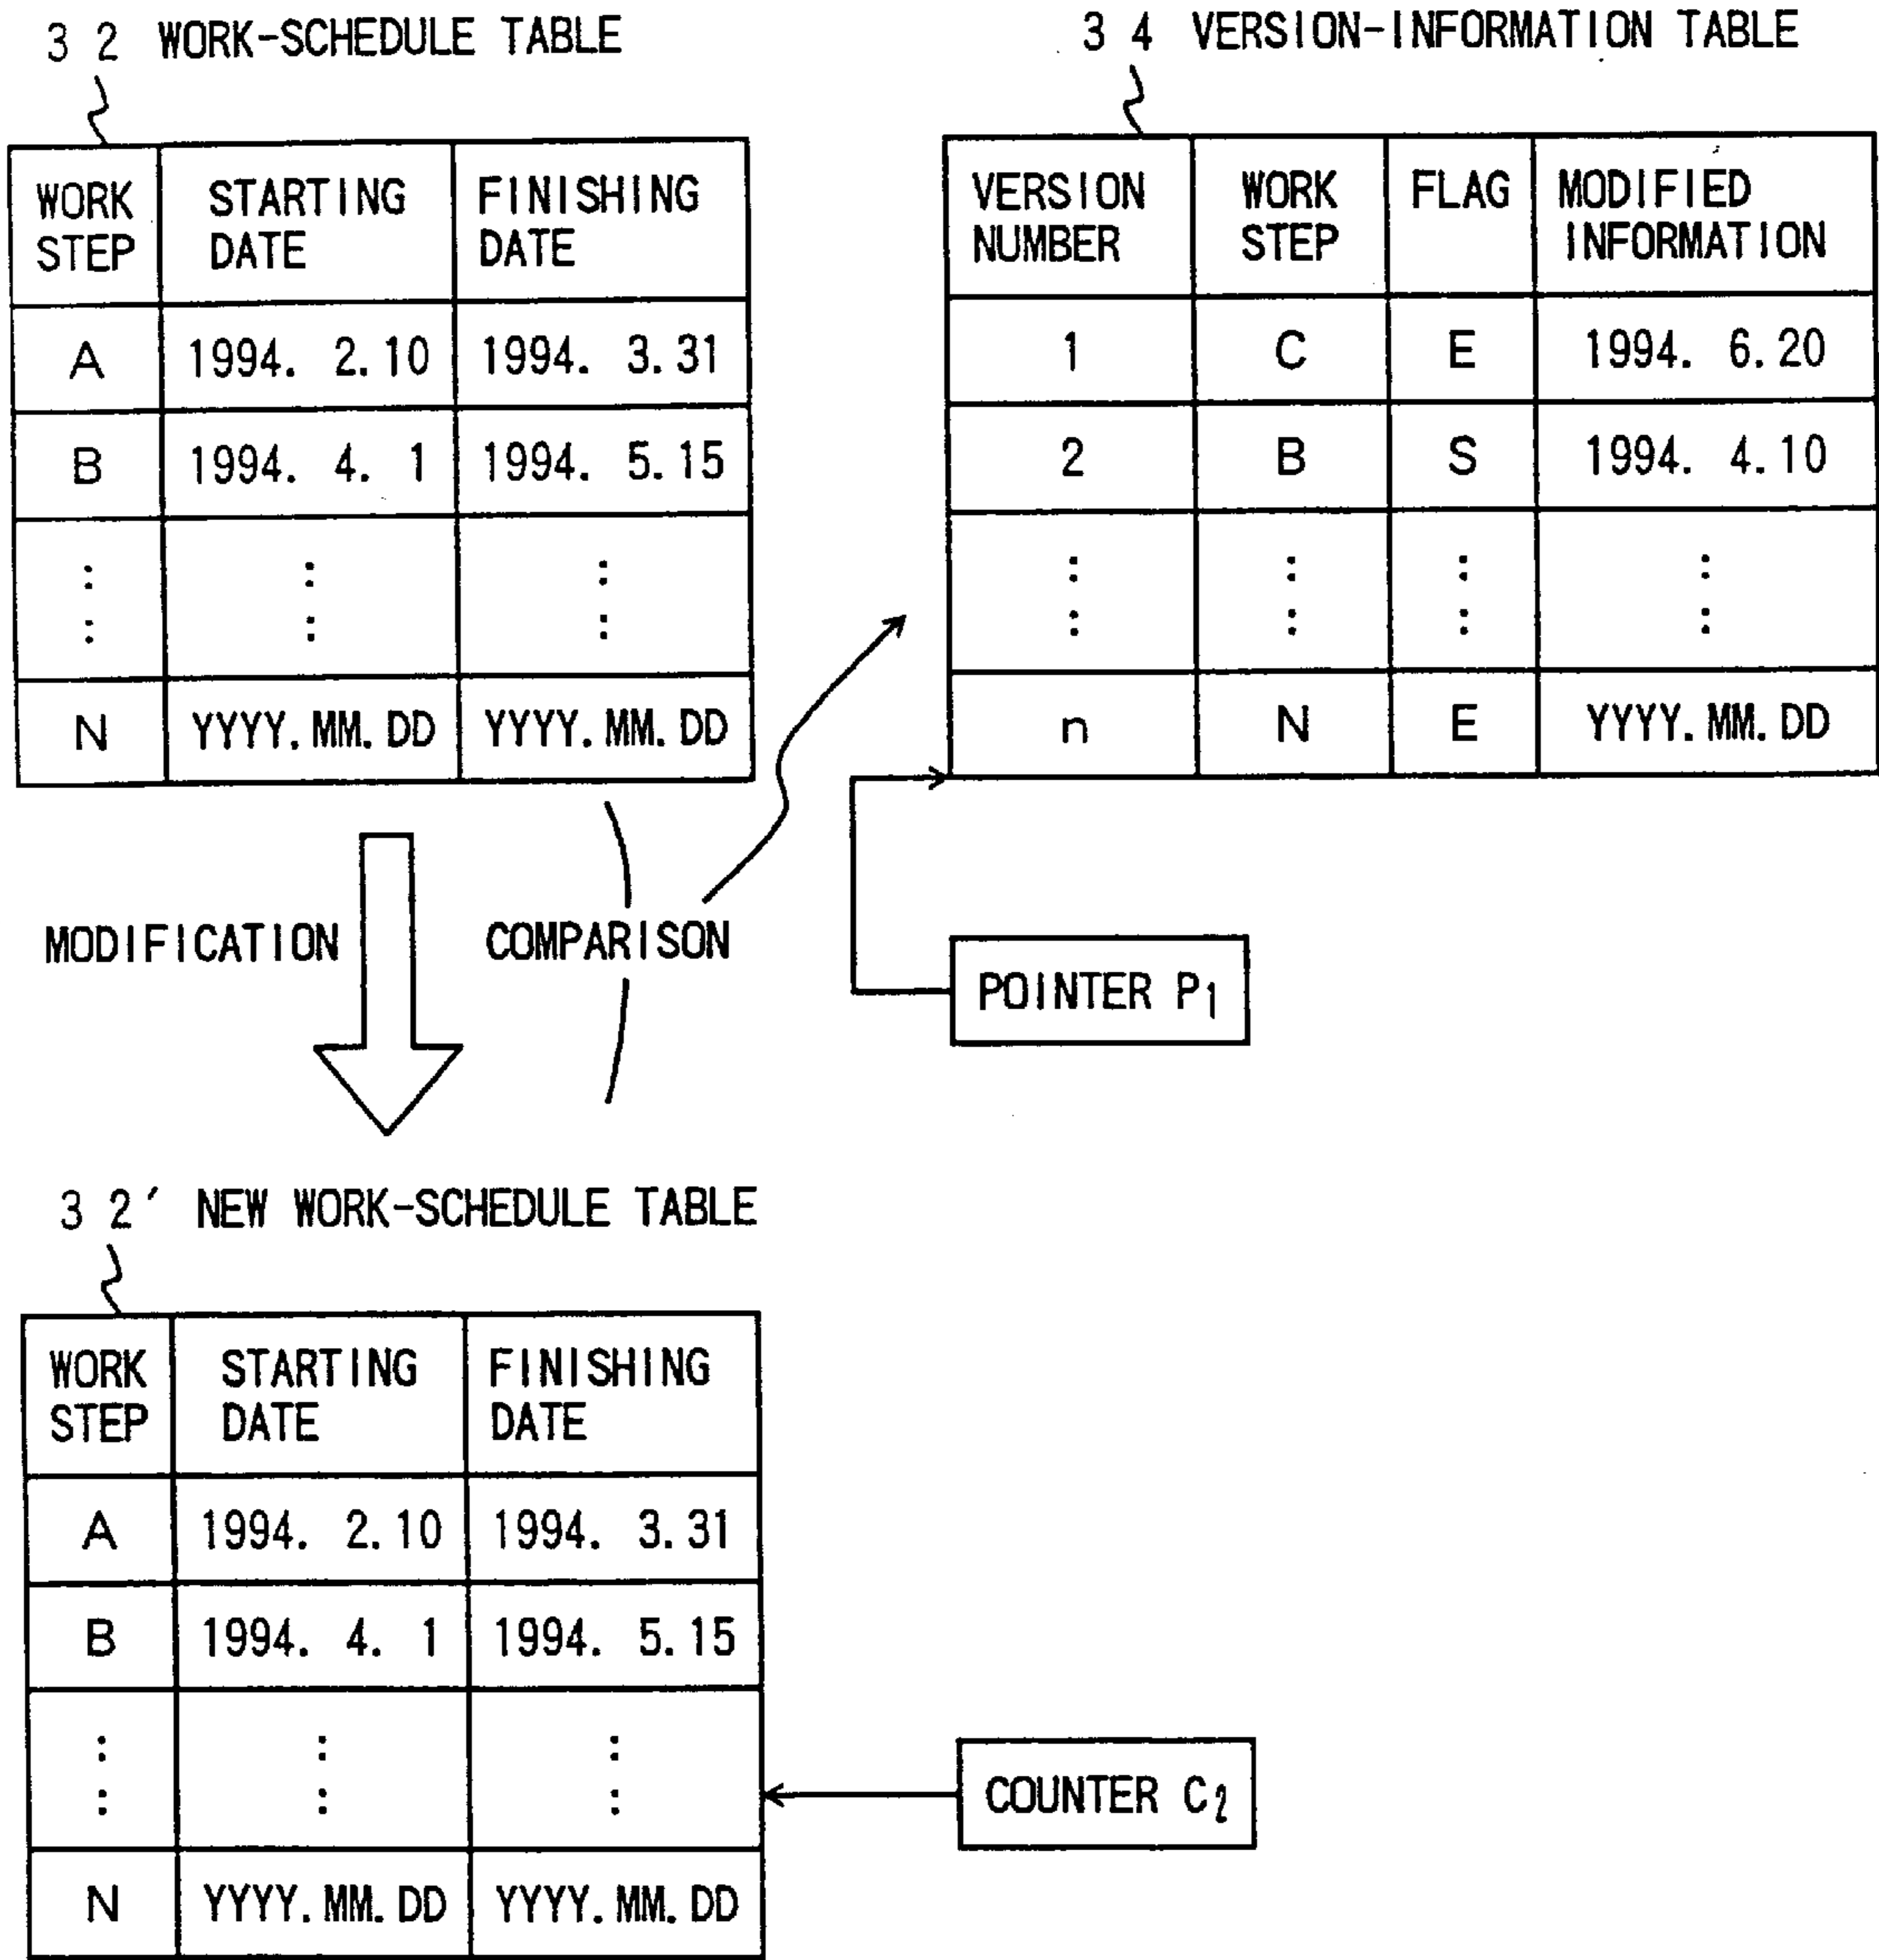 3 2 WORK-SCHEDULE TABLE
WORK STEP STARTING DATE FINISHING DATE
A 1994. 2.10 1994. 3.31
B 1994. 4. 1 1994. 5.15
N YYYY.MM.DD YYYY.MM.DD
3 4 VERSION-INFORMATION TABLE
VERSION NUMBER WORK STEP FLAG MODIFIED INFORMATION
1 C E 1994. 6.20
2 B S 1994. 4.10
n N E YYYY.MM.DD
MODIFICATION
COMPARISON
POINTER P1
3 2' NEW WORK-SCHEDULE TABLE
WORK STEP STARTING DATE FINISHING DATE
A 1994. 2.10 1994. 3.31
B 1994. 4. 1 1994. 5.15
N YYYY.MM.DD YYYY.MM.DD
COUNTER C2